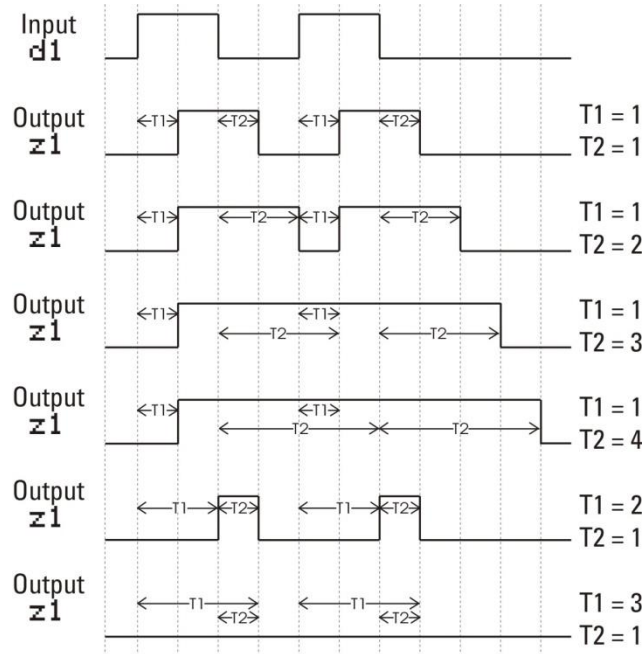 Input
d1
Output
z1
T1 T2 T1 T2
T1 = 1
T2 = 1
Output
z1
T1 T2 T1 T2
T1 = 1
T2 = 2
Output
z1
T1 T1
T2 T2
T1 = 1
T2 = 3
Output
z1
T1 T1
T2 T2
T1 = 1
T2 = 4
Output
z1
T1 T2 T1 T2
T1 = 2
T2 = 1
Output
z1
T1 T1
T2 T2
T1 = 3
T2 = 1